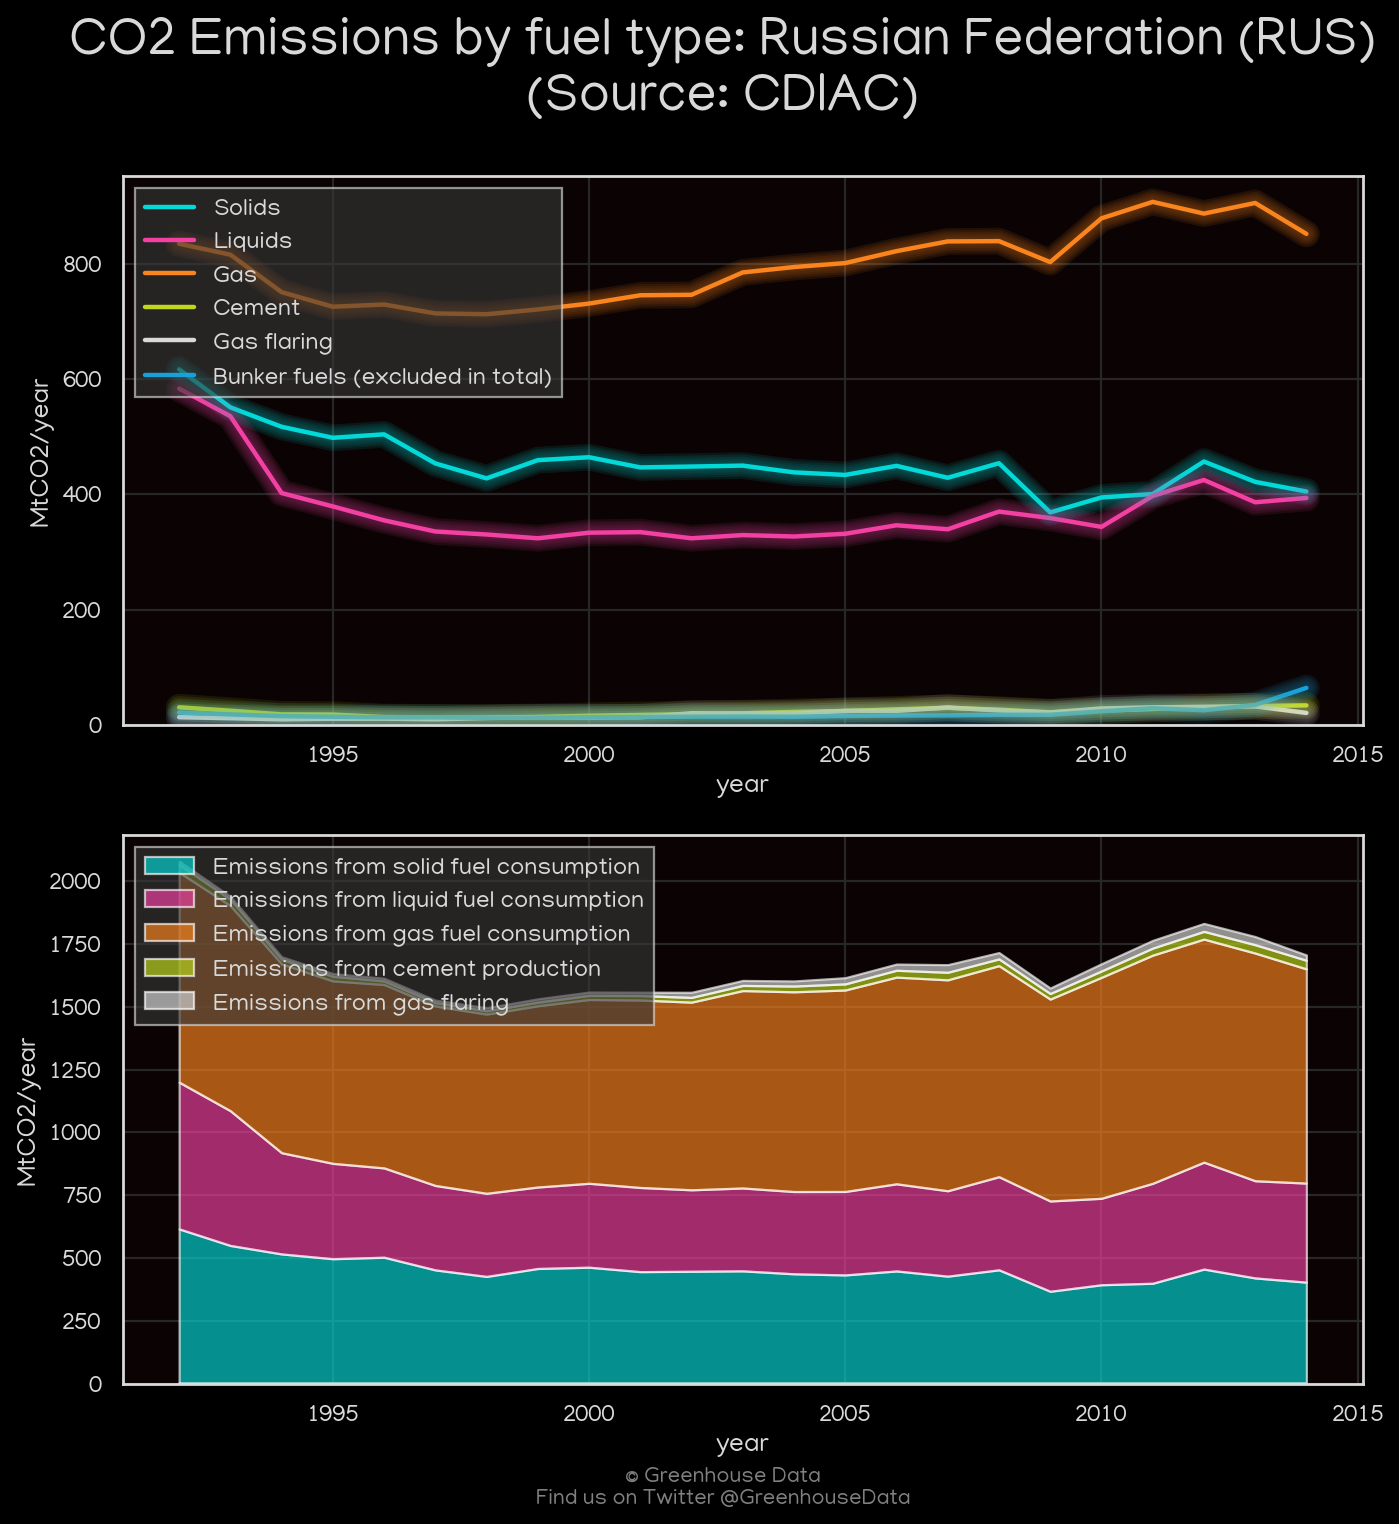 CO2 Emissions by fuel type: Russian Federation (RUS)
(Source: CDIAC)
Solids
Liquids
Gas
Cement
Gas flaring
Bunker fuels (excluded in total)
800
600
400
200
0
MtCO2/year
1995
2000
2005
2010
2015
year
Emissions from solid fuel consumption
Emissions from liquid fuel consumption
Emissions from gas fuel consumption
Emissions from cement production
Emissions from gas flaring
2000
1750
1500
1250
1000
750
500
250
0
MtCO2/year
1995
2000
2005
2010
2015
year
© Greenhouse Data
Find us on Twitter @GreenhouseData